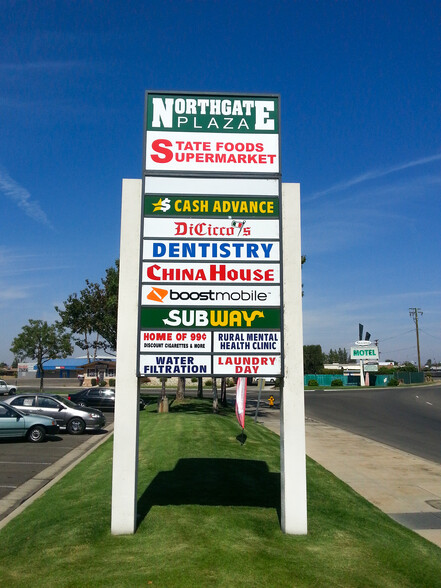 NORTHGATE
PLAZA
STATE FOODS
SUPERMARKET
$ CASH ADVANCE
DiCicco's
DENTISTRY
CHINA HOUSE
boostmobile
SUBWAY
HOME OF 99¢
DISCOUNT CIGARETTES & MORE
RURAL MENTAL
HEALTH CLINIC
WATER
FILTRATION
LAUNDRY
DAY
MOTEL